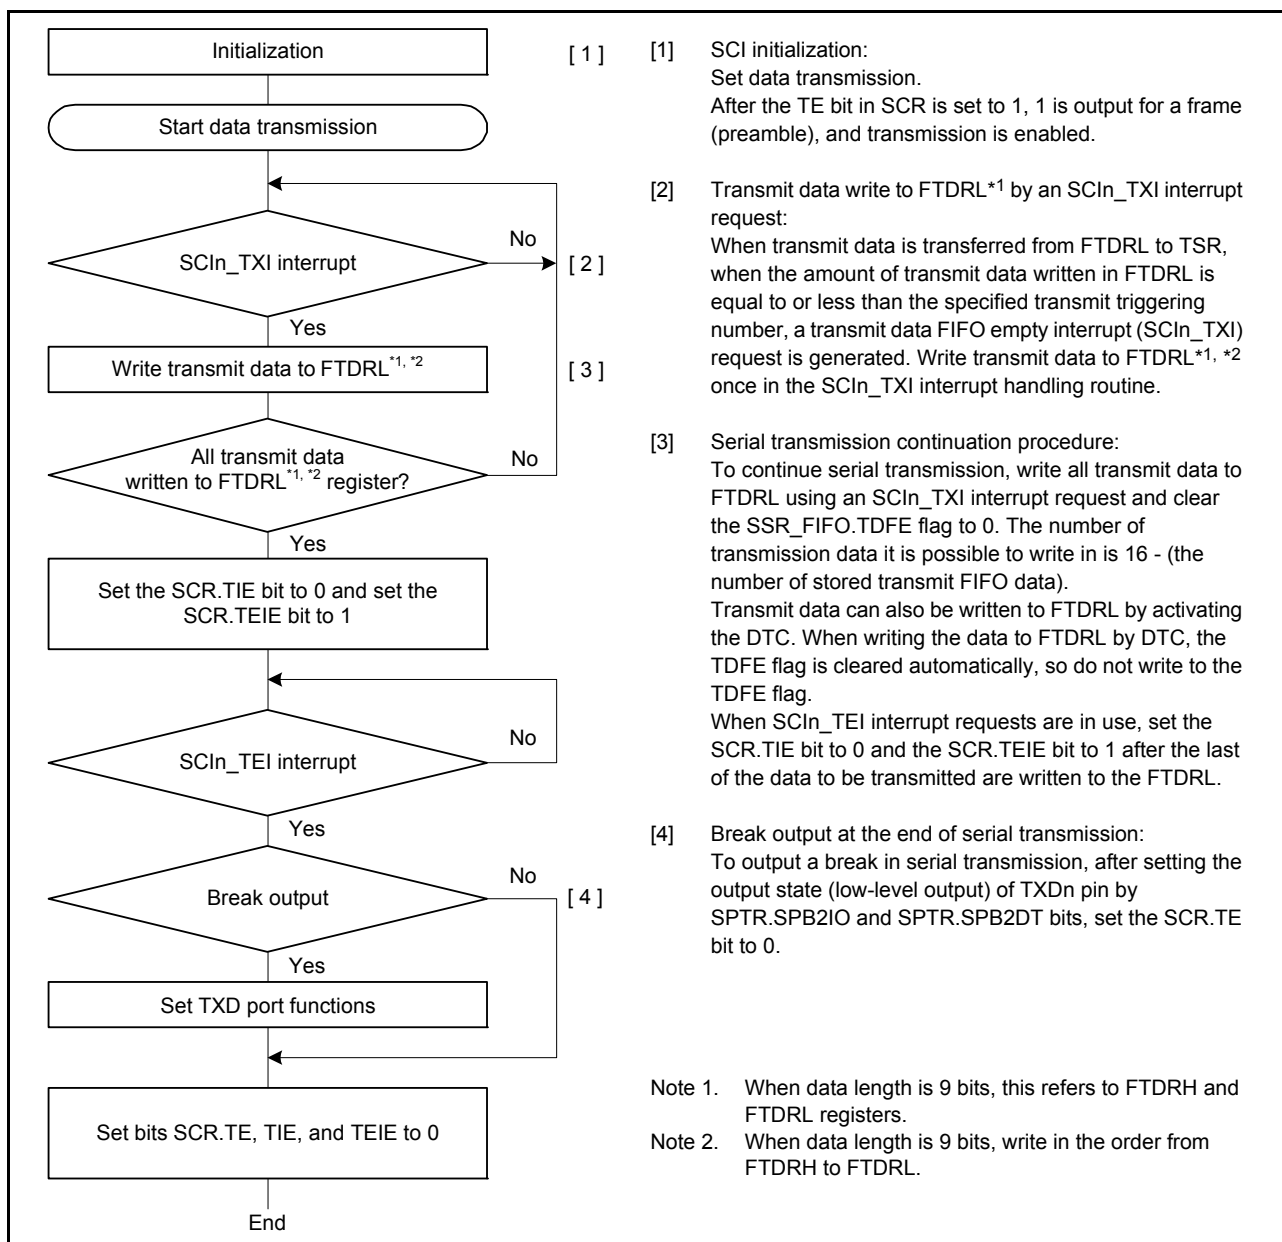 Initialization
[ 1 ]
Start data transmission
No
SCIn_TXI interrupt
[ 2 ]
Yes
Write transmit data to FTDRL*1, *2
[ 3 ]
All transmit data
written to FTDRL*1, *2 register?
No
Yes
Set the SCR.TIE bit to 0 and set the
SCR.TEIE bit to 1
No
SCIn_TEI interrupt
Yes
No
Break output
[ 4 ]
Yes
Set TXD port functions
Set bits SCR.TE, TIE, and TEIE to 0
End
[1] SCI initialization:
Set data transmission.
After the TE bit in SCR is set to 1, 1 is output for a frame
(preamble), and transmission is enabled.
[2] Transmit data write to FTDRL*1 by an SCIn_TXI interrupt
request:
When transmit data is transferred from FTDRL to TSR,
when the amount of transmit data written in FTDRL is
equal to or less than the specified transmit triggering
number, a transmit data FIFO empty interrupt (SCIn_TXI)
request is generated. Write transmit data to FTDRL*1, *2
once in the SCIn_TXI interrupt handling routine.
[3] Serial transmission continuation procedure:
To continue serial transmission, write all transmit data to
FTDRL using an SCIn_TXI interrupt request and clear
the SSR_FIFO.TDFE flag to 0. The number of
transmission data it is possible to write in is 16 - (the
number of stored transmit FIFO data).
Transmit data can also be written to FTDRL by activating
the DTC. When writing the data to FTDRL by DTC, the
TDFE flag is cleared automatically, so do not write to the
TDFE flag.
When SCIn_TEI interrupt requests are in use, set the
SCR.TIE bit to 0 and the SCR.TEIE bit to 1 after the last
of the data to be transmitted are written to the FTDRL.
[4] Break output at the end of serial transmission:
To output a break in serial transmission, after setting the
output state (low-level output) of TXDn pin by
SPTR.SPB2IO and SPTR.SPB2DT bits, set the SCR.TE
bit to 0.
Note 1. When data length is 9 bits, this refers to FTDRH and
FTDRL registers.
Note 2. When data length is 9 bits, write in the order from
FTDRH to FTDRL.